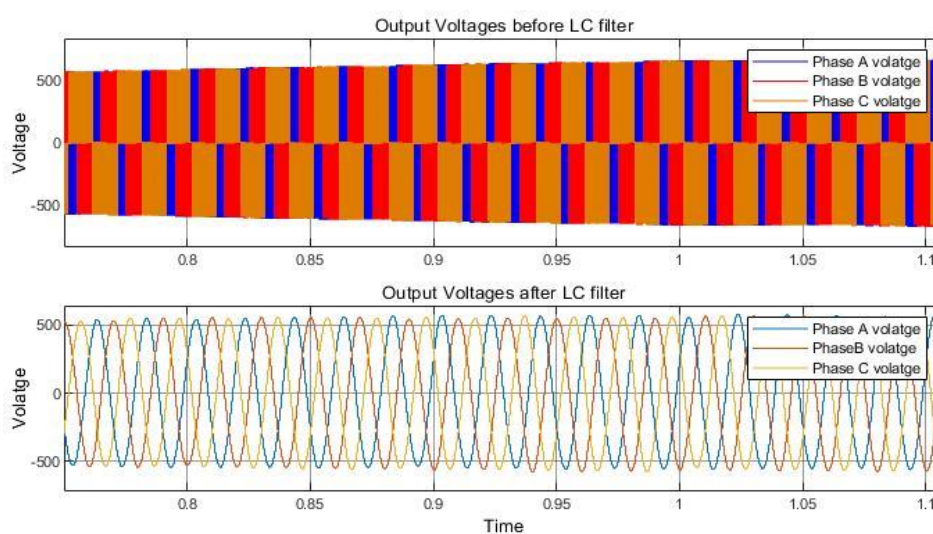 Output Voltages before LC filter
Voltage
500
0
-500
Phase A volatge
Phase B volatge
Phase C volatge
0.8
0.85
0.9
0.95
1
1.05
1.1
Output Voltages after LC filter
Volatge
500
0
-500
Phase A volatge
PhaseB volatge
Phase C volatge
0.8
0.85
0.9
0.95
1
1.05
1.1
Time